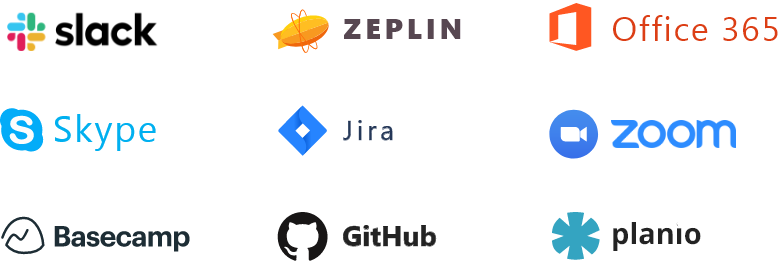 slack ZEPLIN Office 365
Skype Jira zoom
Basecamp GitHub planio